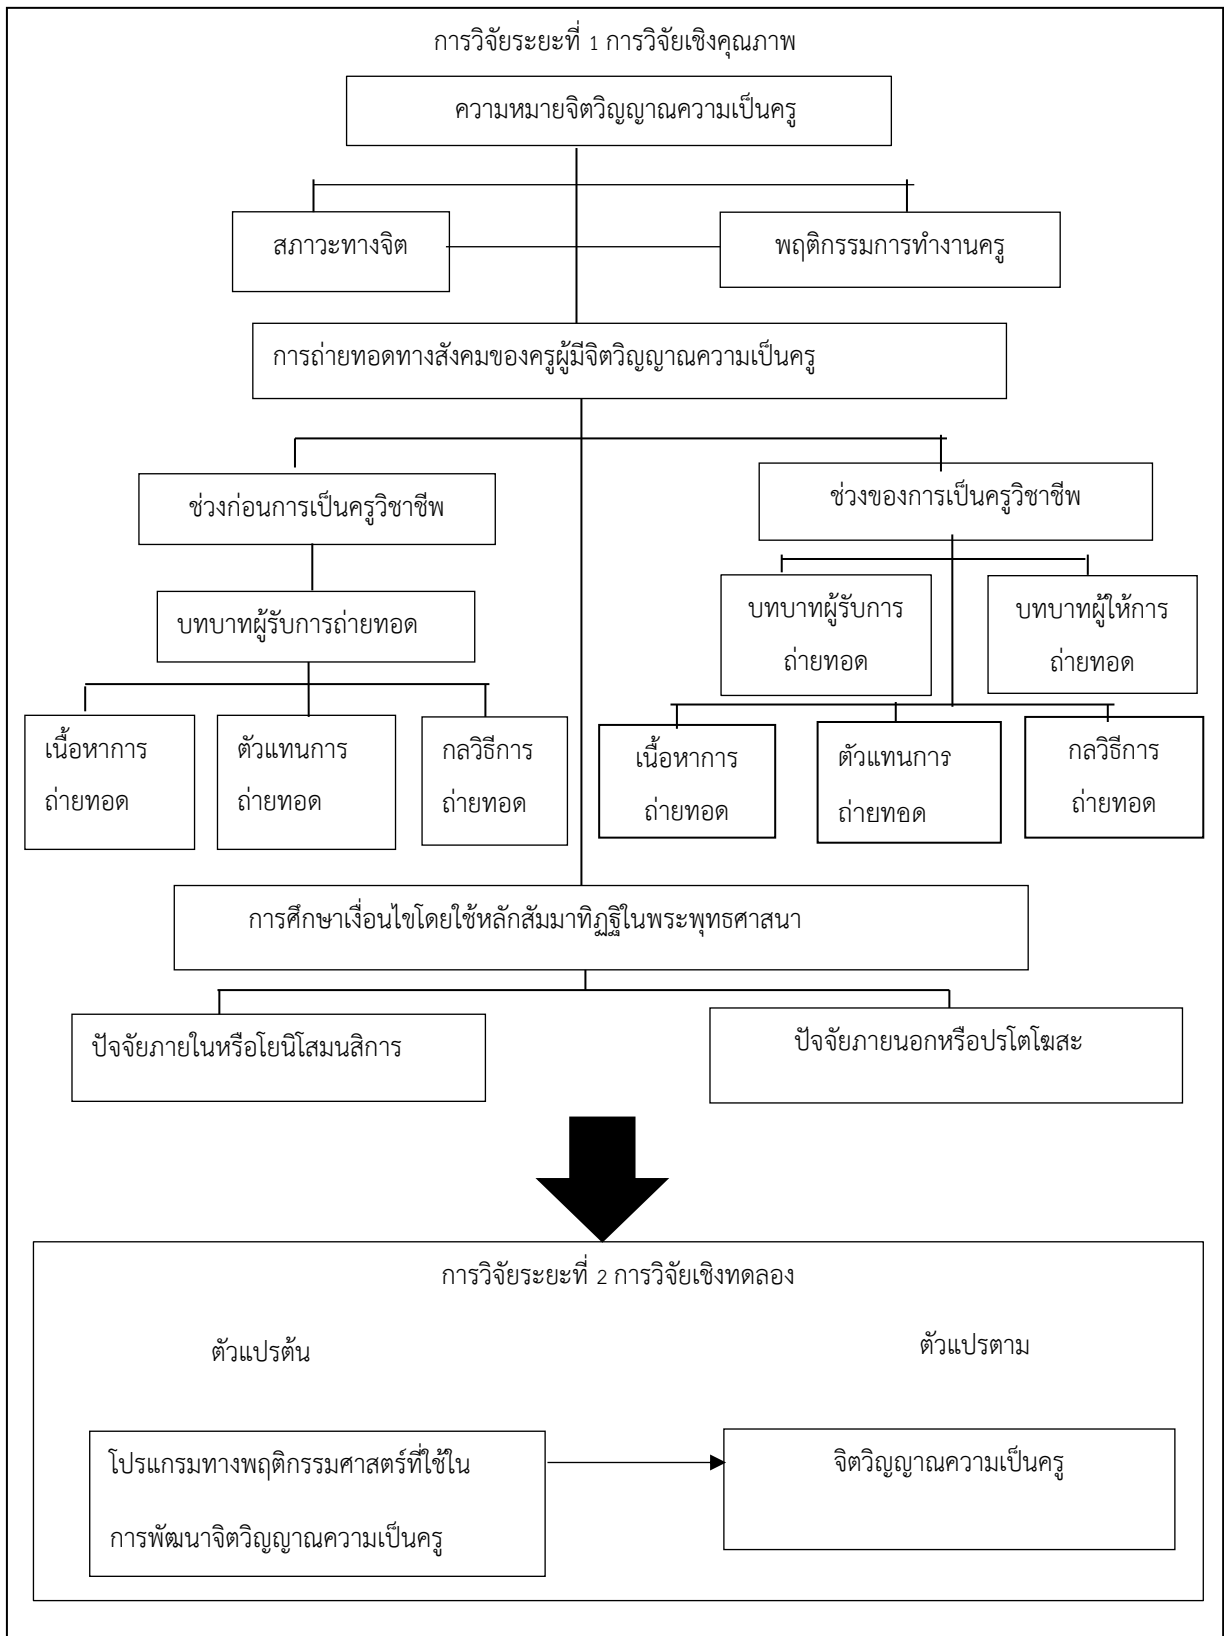 การวิจัยระยะที่ 1 การวิจัยเชิงคุณภาพ
ความหมายจิตวิญญาณความเป็นครู
สภาวะทางจิต
พฤติกรรมการทำงานครู
การถ่ายทอดทางสังคมของครูผู้มีจิตวิญญาณความเป็นครู
ช่วงก่อนการเป็นครูวิชาชีพ
ช่วงของการเป็นครูวิชาชีพ
บทบาทผู้รับการถ่ายทอด
บทบาทผู้รับการ
ถ่ายทอด
บทบาทผู้ให้การ
ถ่ายทอด
เนื้อหาการ
ถ่ายทอด
ตัวแทนการ
ถ่ายทอด
กลวิธีการ
ถ่ายทอด
เนื้อหาการ
ถ่ายทอด
ตัวแทนการ
ถ่ายทอด
กลวิธีการ
ถ่ายทอด
การศึกษาเงื่อนไขโดยใช้หลักสัมมาทิฏฐิในพระพุทธศาสนา
ปัจจัยภายในหรือโยนิโสมนสิการ
ปัจจัยภายนอกหรือปรโตโฆสะ
การวิจัยระยะที่ 2 การวิจัยเชิงทดลอง
ตัวแปรต้น
ตัวแปรตาม
โปรแกรมทางพฤติกรรมศาสตร์ที่ใช้ใน
การพัฒนาจิตวิญญาณความเป็นครู
จิตวิญญาณความเป็นครู